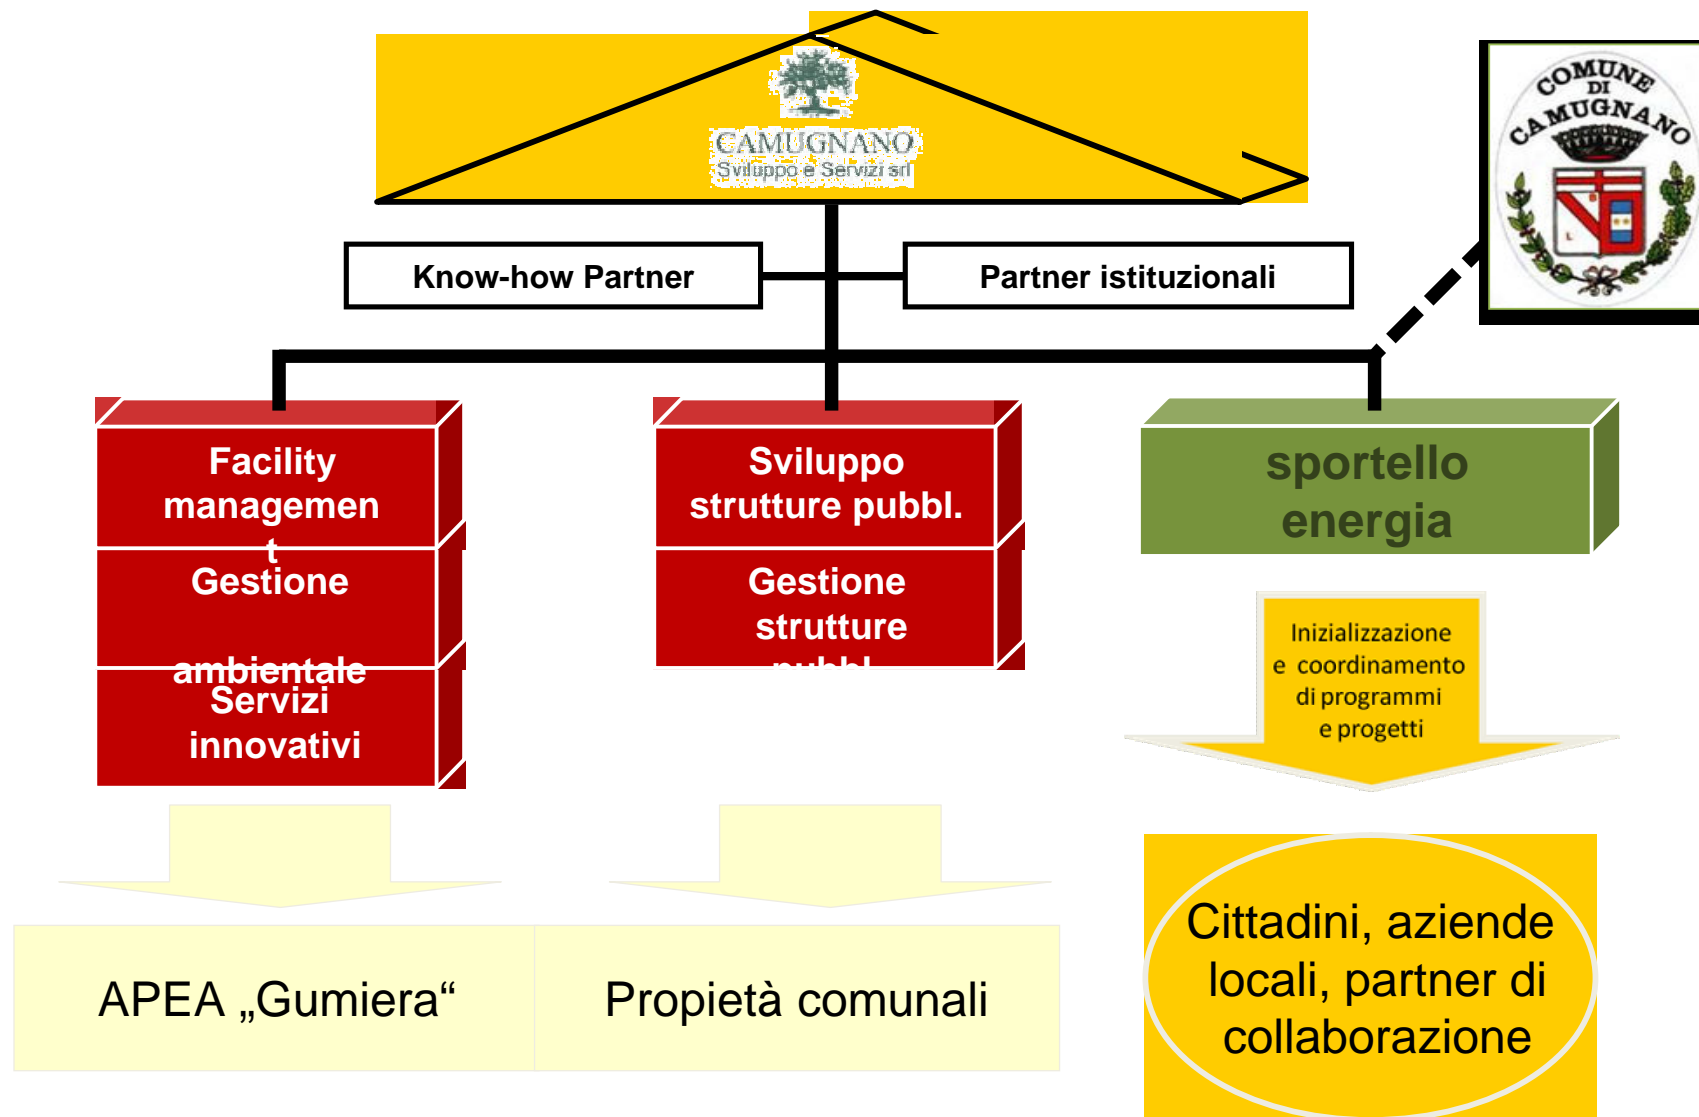 CAMUGNANO
Sviluppo e Servizi srl
COMUNE
DI
CAMUGNANO
Know-how Partner
Partner istituzionali
Facility
managemen
t
Gestione
ambientale
Servizi
innovativi
Sviluppo
strutture pubbl.
Gestione
strutture
pubbl.
sportello
energia
Inizializzazione
e coordinamento
di programmi
e progetti
APEA „Gumiera“
Propietà comunali
Cittadini, aziende
locali, partner di
collaborazione